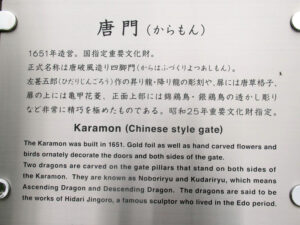 唐門（からもん）
1651年造営。国指定重要文化財。
正式名称は唐破風造り四脚門（からはふづくりよつあしもん）。
左甚五郎（ひだりじんごろう）作の昇り龍・降り龍の彫刻や、扉には唐草格子、
扉の上には亀甲花菱、正面上部には錦鶏鳥・銀鶏鳥の透かし彫り
など非常に精巧を極めたものである。昭和25年重要文化財指定。
Karamon (Chinese style gate)
The Karamon was built in 1651. Gold foil as well as hand carved flowers and
birds ornately decorate the doors and both sides of the gate.
Two dragons are carved on the gate pillars that stand on both sides of
the Karamon. They are known as Noboriryu and Kudariryu, which means
Ascending Dragon and Descending Dragon. The dragons are said to be
the works of Hidari Jingoro, a famous sculptor who lived in the Edo period.